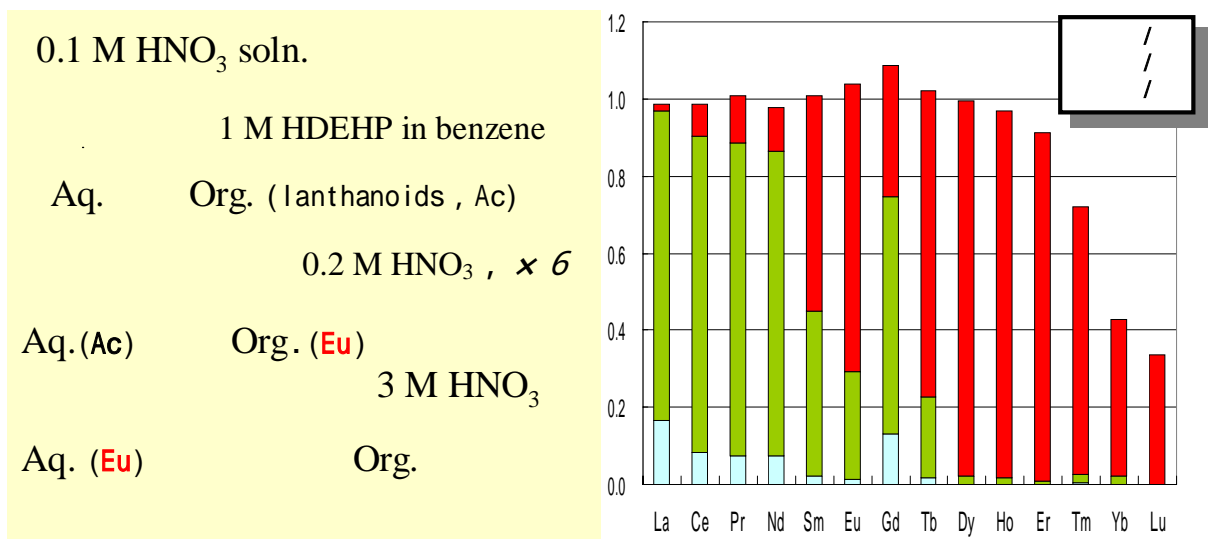 0.1 M HNO₃ soln.
1 M HDEHP in benzene
Aq. Org. (lanthanoids , Ac)
0.2 M HNO₃ , × 6
Aq.(Ac) Org.(Eu)
3 M HNO₃
Aq. (Eu) Org.
1.2
1.0
0.8
0.6
0.4
0.2
0.0
La Ce Pr Nd Sm Eu Gd Tb Dy Ho Er Tm Yb Lu
/
/
/